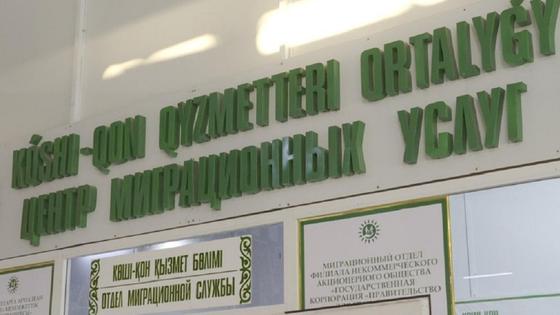 KÓSHI-QON QYZMETTERI ORTALYǴY
ЦЕНТР МИГРАЦИОННЫХ УСЛУГ
КӨШІ-ҚОН ҚЫЗМЕТ БӨЛІМІ
ОТДЕЛ МИГРАЦИОННОЙ СЛУЖБЫ
МИГРАЦИОННЫЙ ОТДЕЛ
ФИЛИАЛА НЕКОММЕРЧЕСКОГО
АКЦИОНЕРНОГО ОБЩЕСТВА
"ГОСУДАРСТВЕННАЯ
КОРПОРАЦИЯ "ПРАВИТЕЛЬСТВО